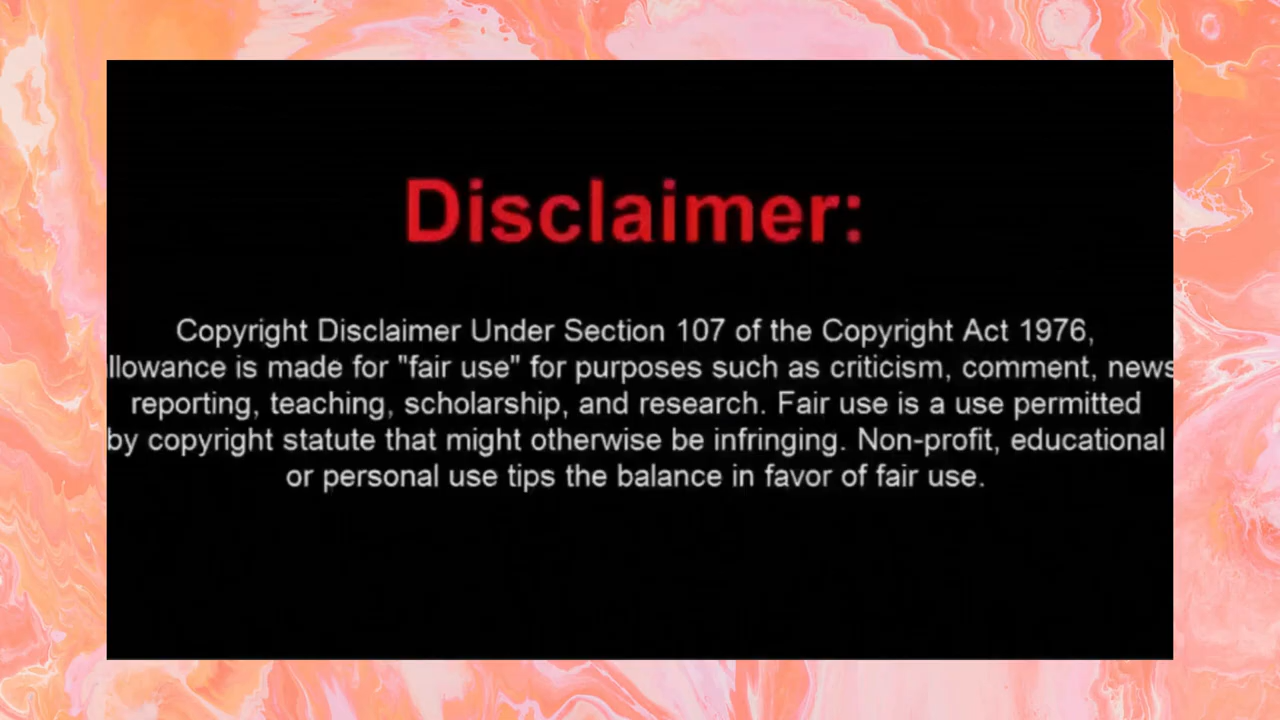 Disclaimer:
Copyright Disclaimer Under Section 107 of the Copyright Act 1976,
llowance is made for "fair use" for purposes such as criticism, comment, news
reporting, teaching, scholarship, and research. Fair use is a use permitted
by copyright statute that might otherwise be infringing. Non-profit, educational
or personal use tips the balance in favor of fair use.